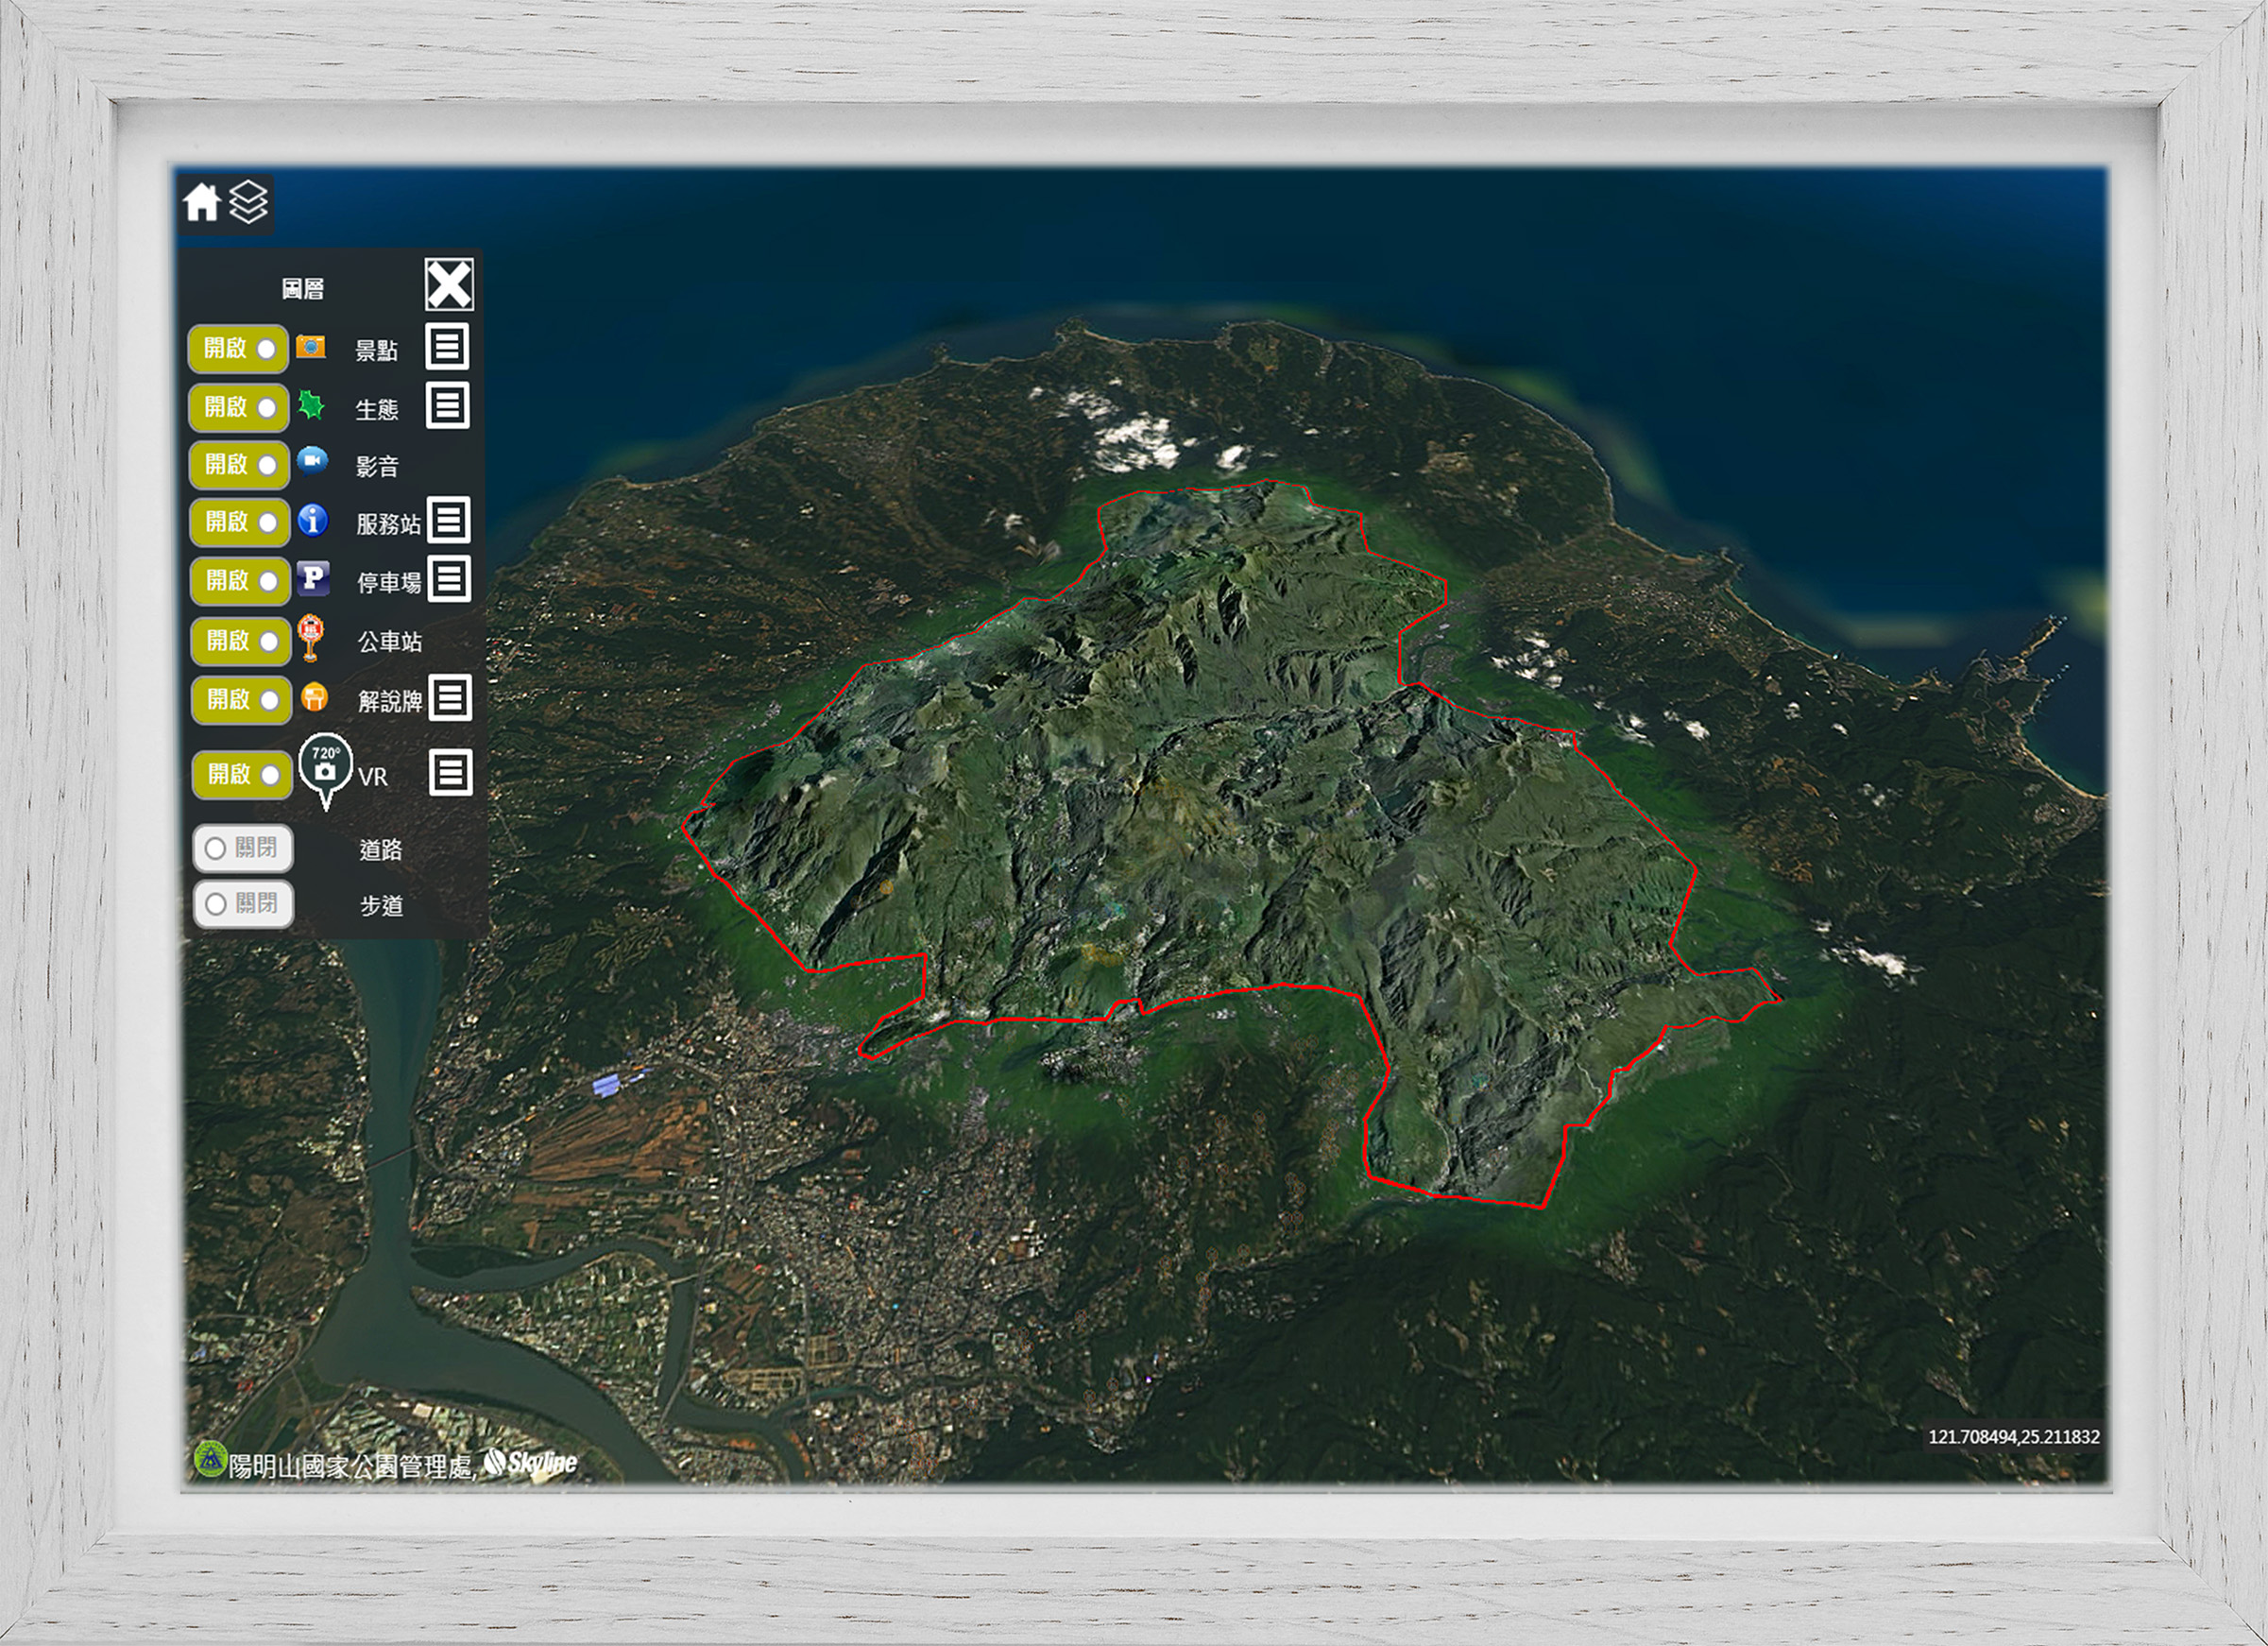 圖層
開啟 景點
開啟 生態
開啟 影音
開啟 服務站
開啟 P 停車場
開啟 公車站
開啟 解說牌
720°
開啟 VR
關閉 道路
關閉 步道
121.708494,25.211832
陽明山國家公園管理處, Skyline